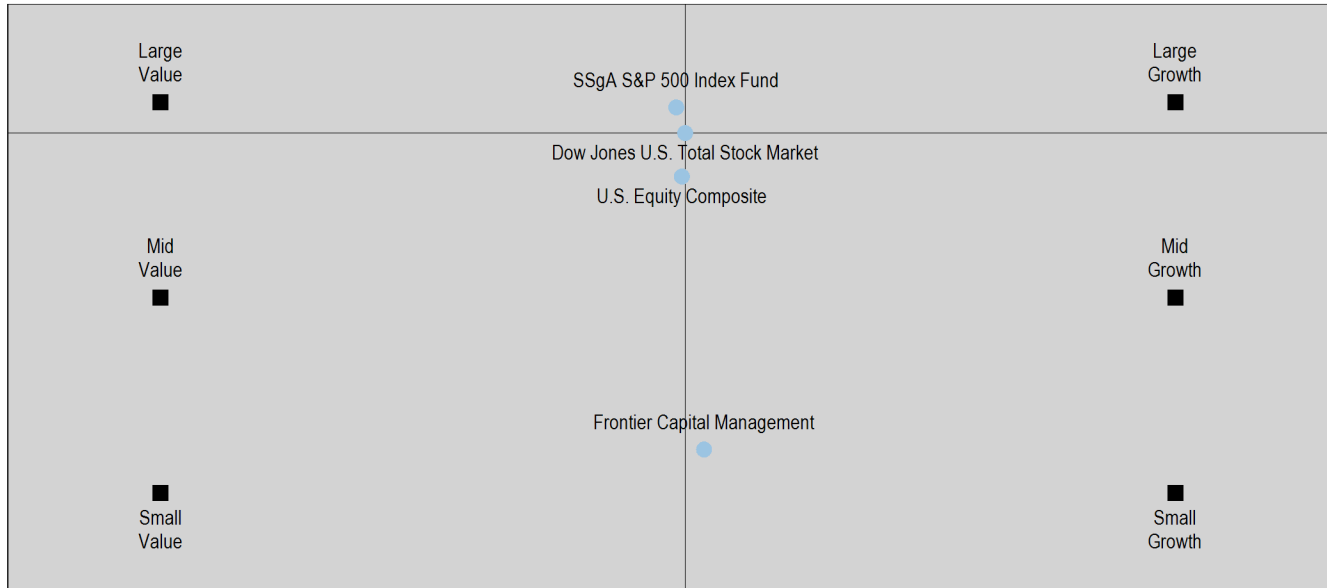 Large
Value
Large
Growth
SSgA S&P 500 Index Fund
Dow Jones U.S. Total Stock Market
U.S. Equity Composite
Mid
Value
Mid
Growth
Frontier Capital Management
Small
Value
Small
Growth